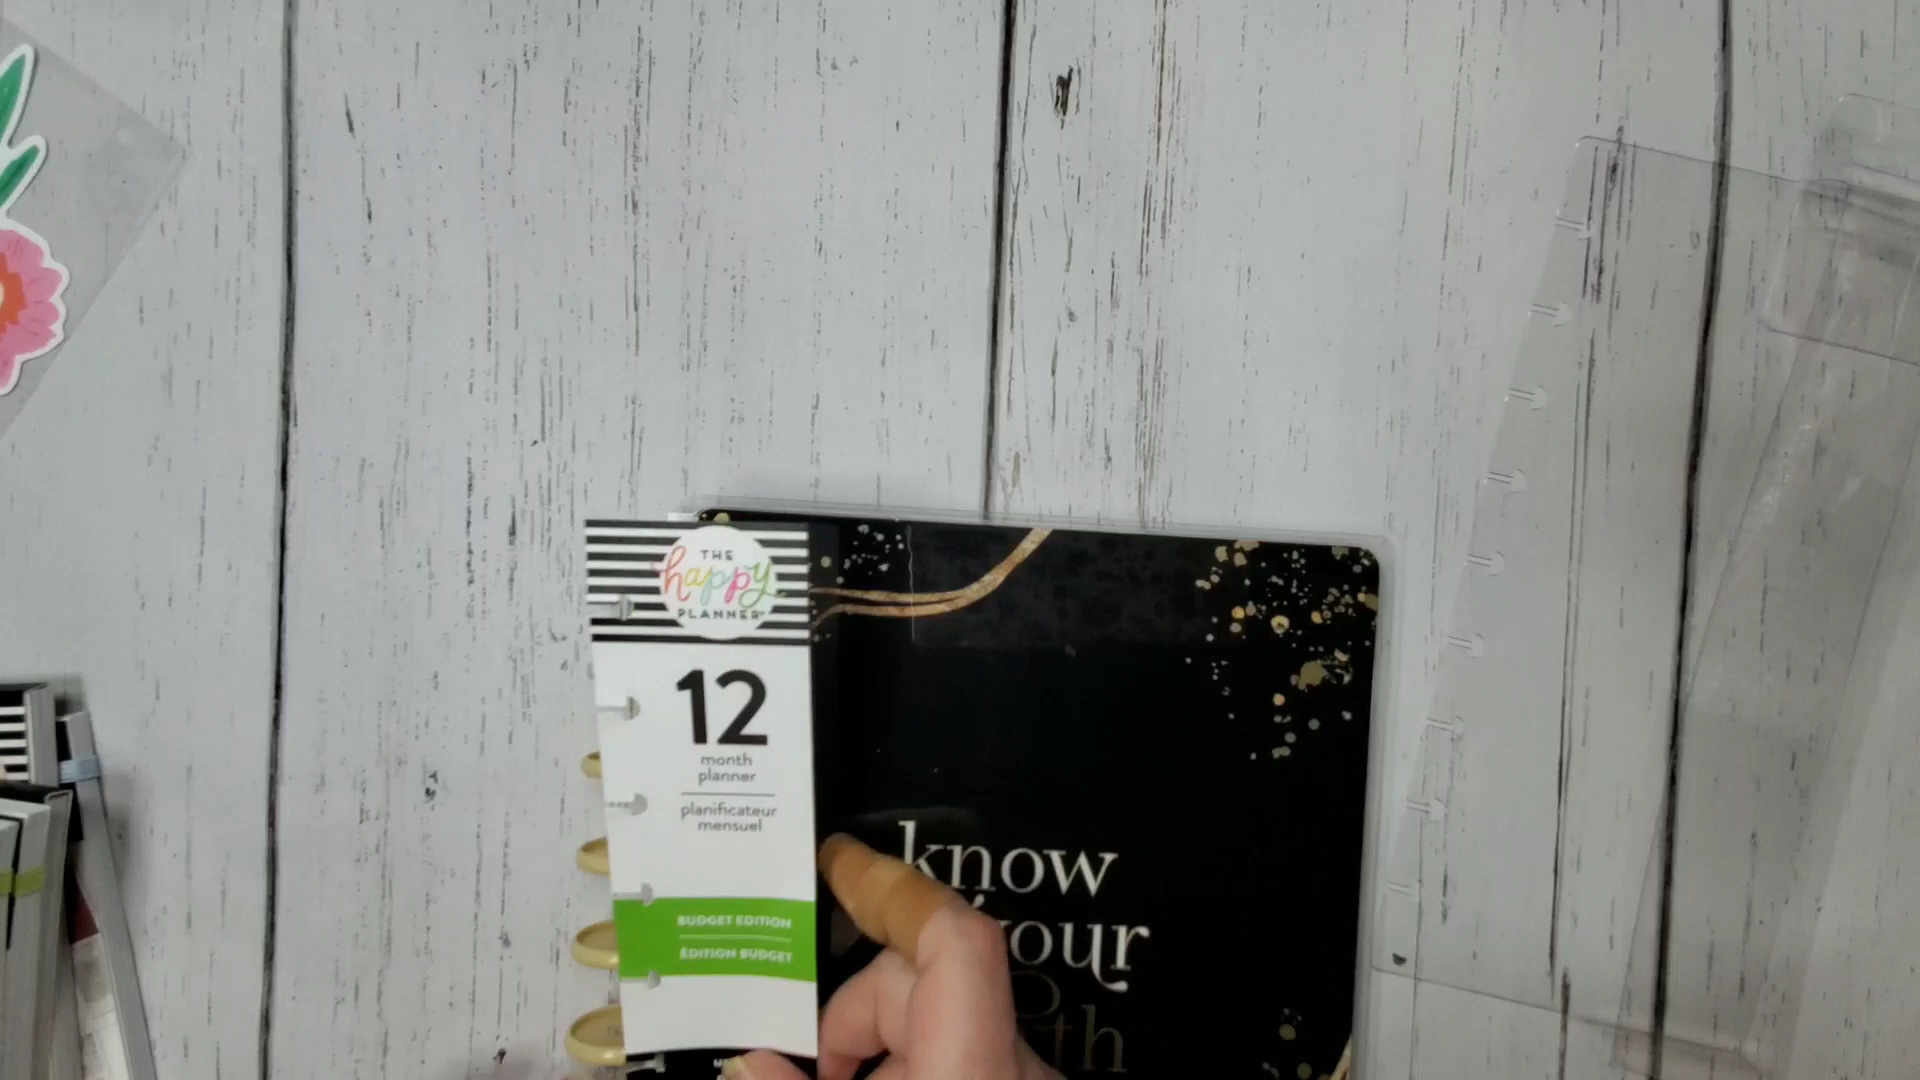 THE
happy
PLANNER
12
month
planner
planificateur
mensuel
BUDGET EDITION
ÉDITION BUDGET
know
your